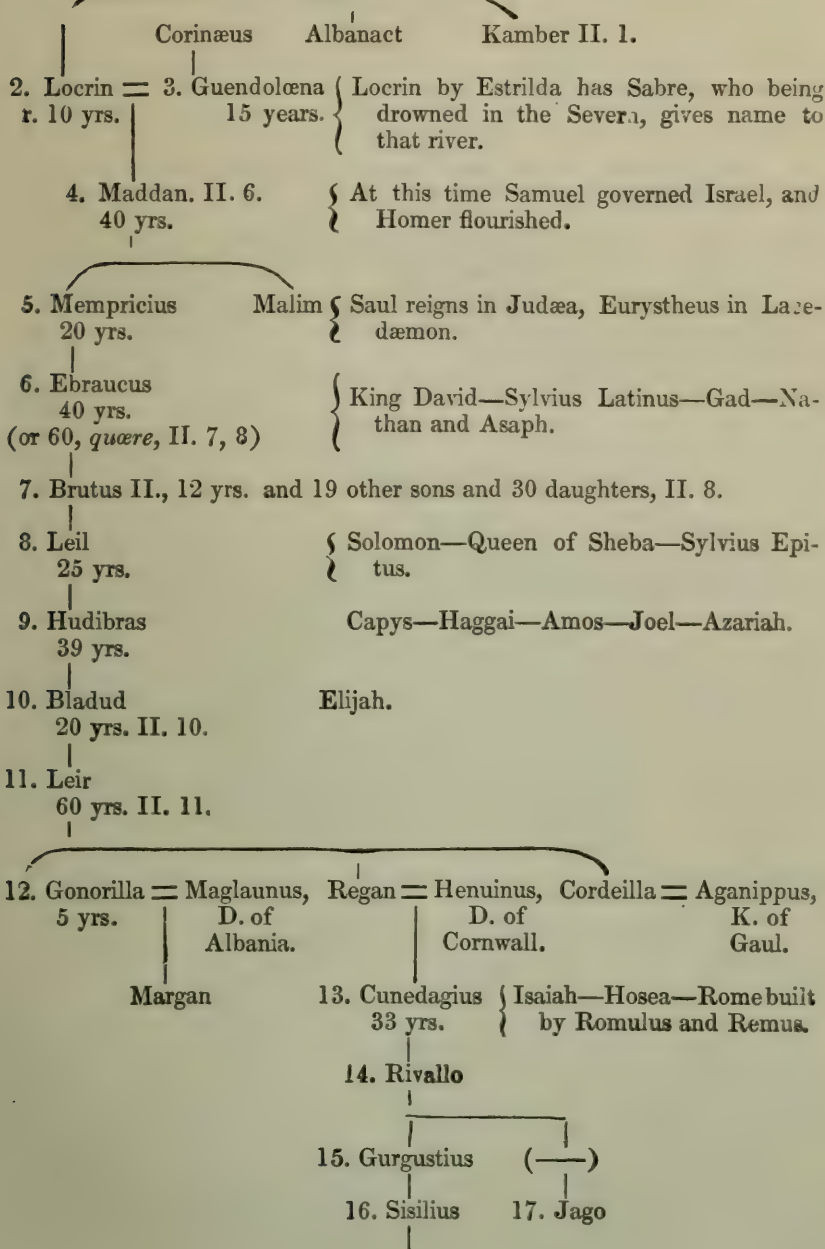 Corinæus Albanact Kamber II. 1.
2. Locrin = 3. Guendolœna { Locrin by Estrilda has Sabre, who being
r. 10 yrs. 15 years. drowned in the Severn, gives name to
that river.
4. Maddan. II. 6. { At this time Samuel governed Israel, and
40 yrs. Homer flourished.
5. Mempricius Malim { Saul reigns in Judæa, Eurystheus in Lace-
20 yrs. dæmon.
6. Ebraucus { King David—Sylvius Latinus—Gad—Na-
40 yrs. than and Asaph.
(or 60, quære, II. 7, 8)
7. Brutus II., 12 yrs. and 19 other sons and 30 daughters, II. 8.
8. Leil { Solomon—Queen of Sheba—Sylvius Epi-
25 yrs. tus.
9. Hudibras Capys—Haggai—Amos—Joel—Azariah.
39 yrs.
10. Bladud Elijah.
20 yrs. II. 10.
11. Leir
60 yrs. II. 11.
12. Gonorilla = Maglaunus, Regan = Henuinus, Cordeilla = Aganippus,
5 yrs. D. of D. of K. of
Albania. Cornwall. Gaul.
Margan 13. Cunedagius { Isaiah—Hosea—Rome built
33 yrs. by Romulus and Remus.
14. Rivallo
15. Gurgustius (——)
16. Sisilius 17. Jago